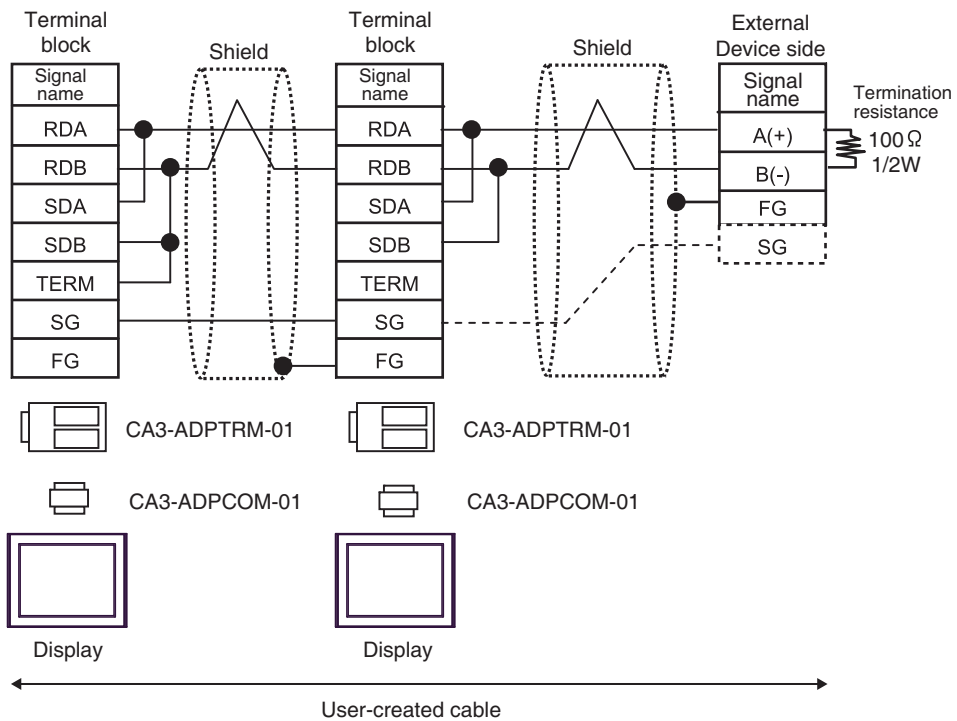 Terminal
block
Signal
name
RDA
RDB
SDA
SDB
TERM
SG
FG
Shield
Terminal
block
Signal
name
RDA
RDB
SDA
SDB
TERM
SG
FG
Shield
External
Device side
Signal
name
A(+)
B(-)
FG
SG
Termination
resistance
100 Ω
1/2W
CA3-ADPTRM-01
CA3-ADPTRM-01
CA3-ADPCOM-01
CA3-ADPCOM-01
Display
Display
User-created cable